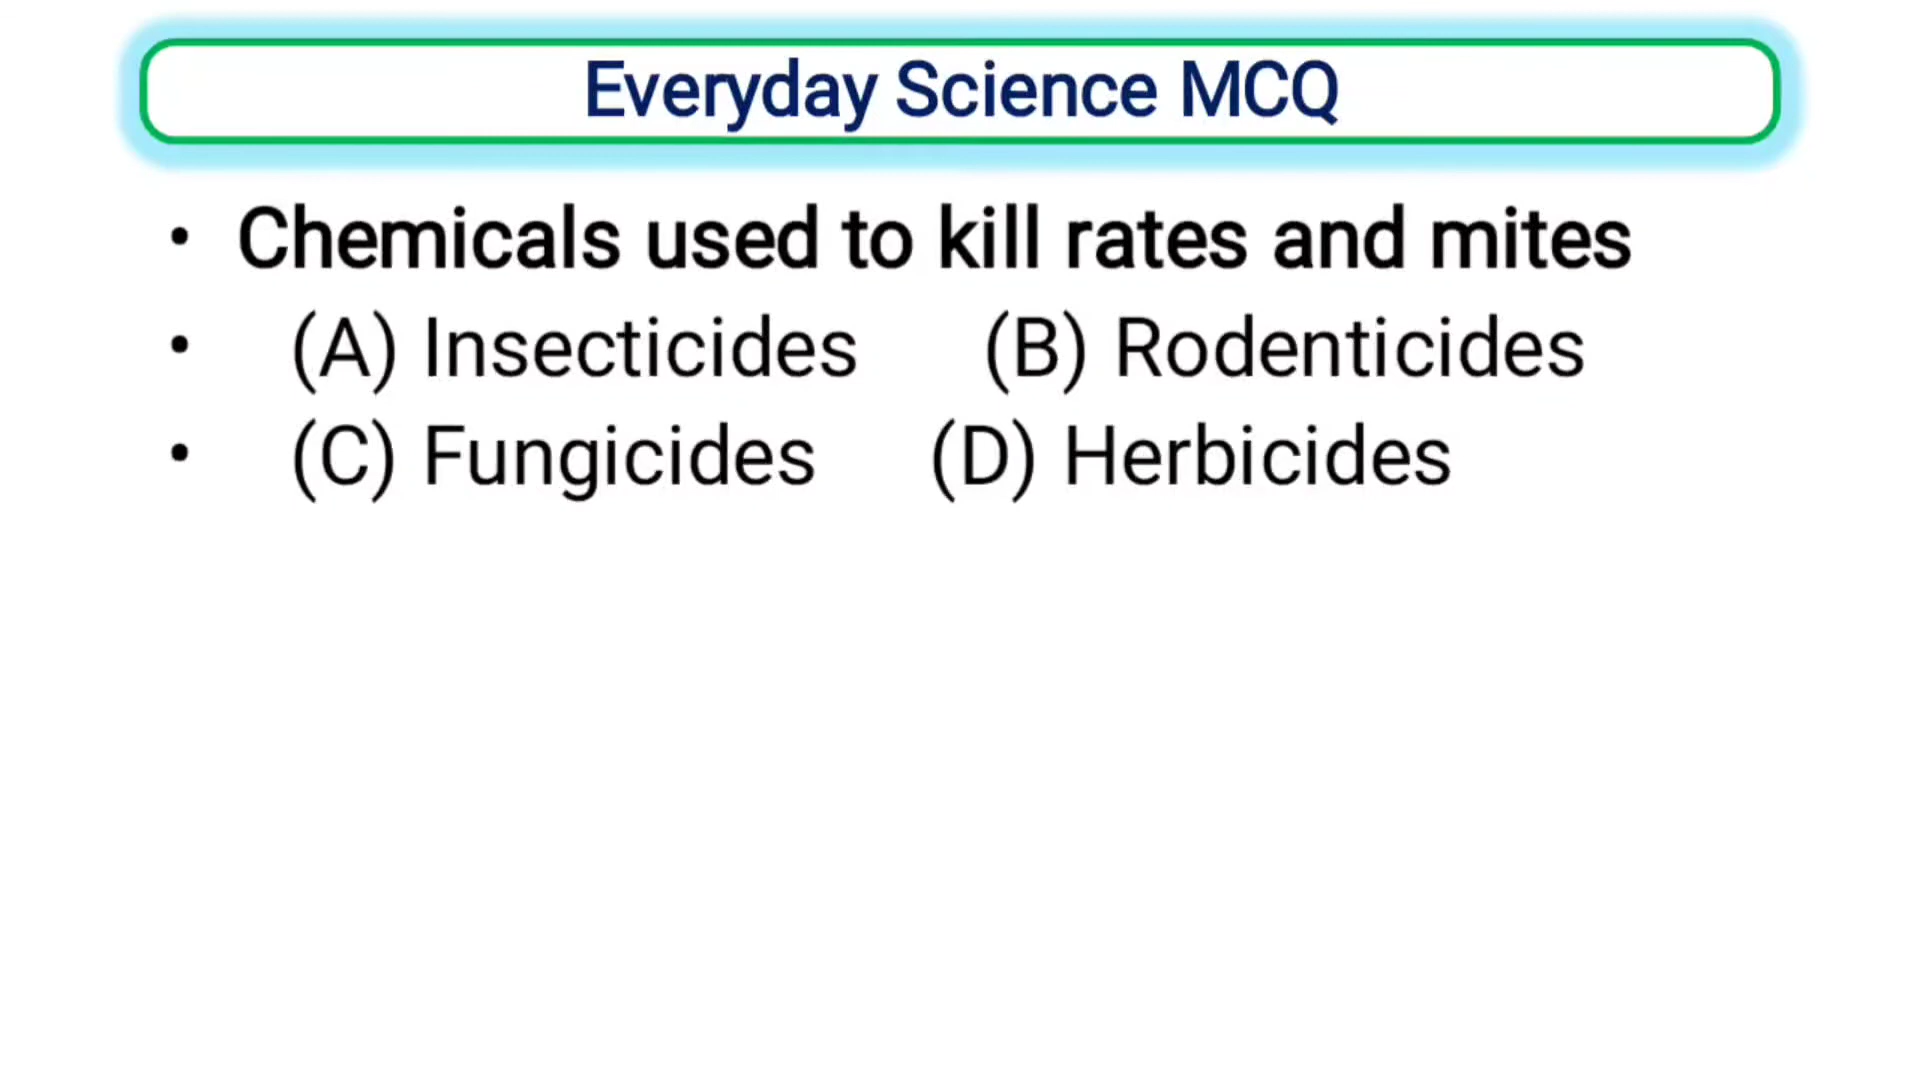 Everyday Science MCQ
• Chemicals used to kill rates and mites
• (A) Insecticides (B) Rodenticides
• (C) Fungicides (D) Herbicides